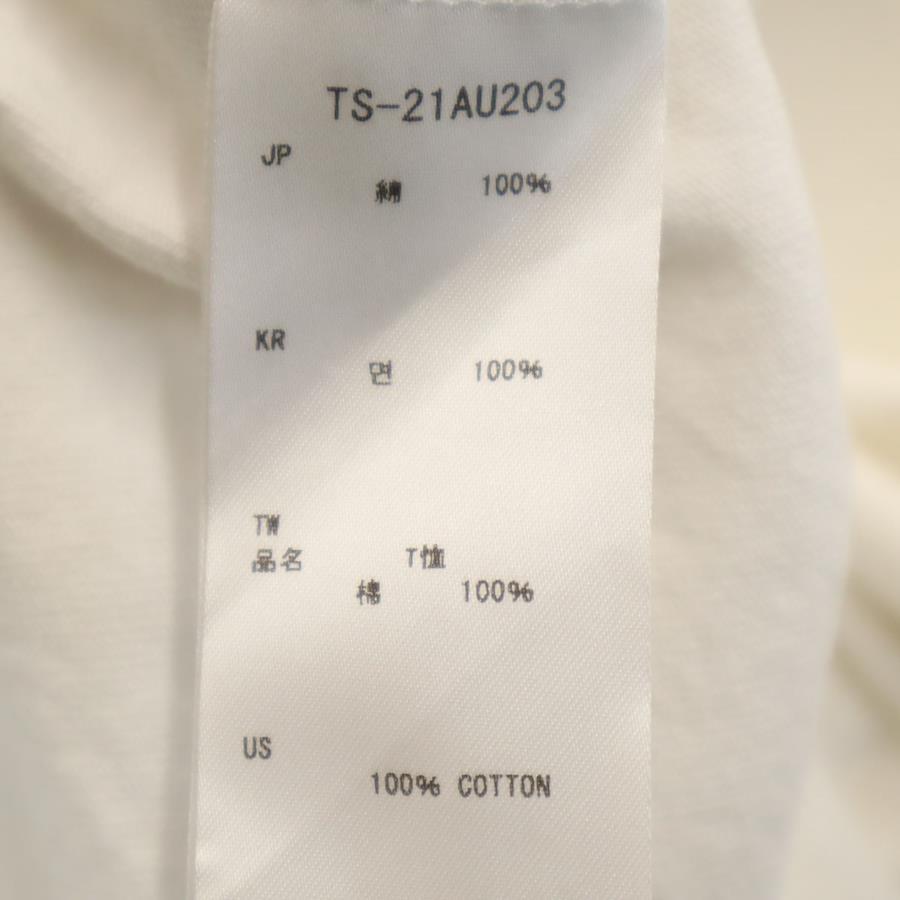 TS-21AU203
JP
綿 100%
KR
면 100%
TW
品名 T恤
棉 100%
US
100% COTTON